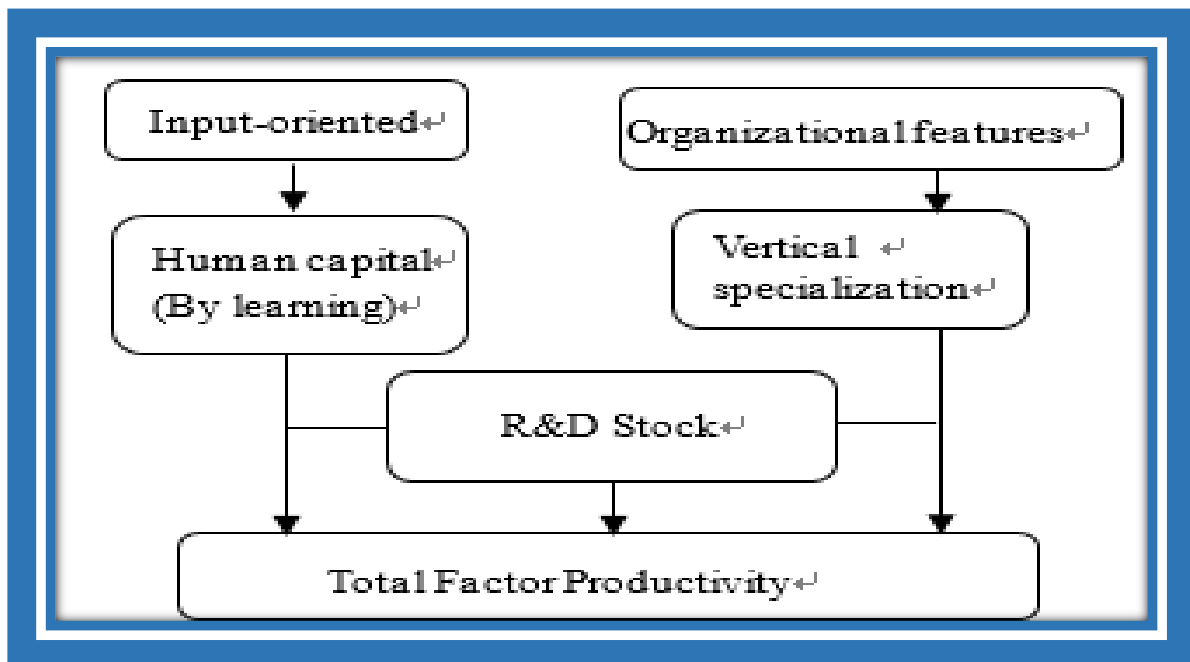 Input-oriented↵
Organizational features↵
Human capital↵
(By learning)↵
Vertical ↵
specialization↵
R&D Stock↵
Total Factor Productivity↵